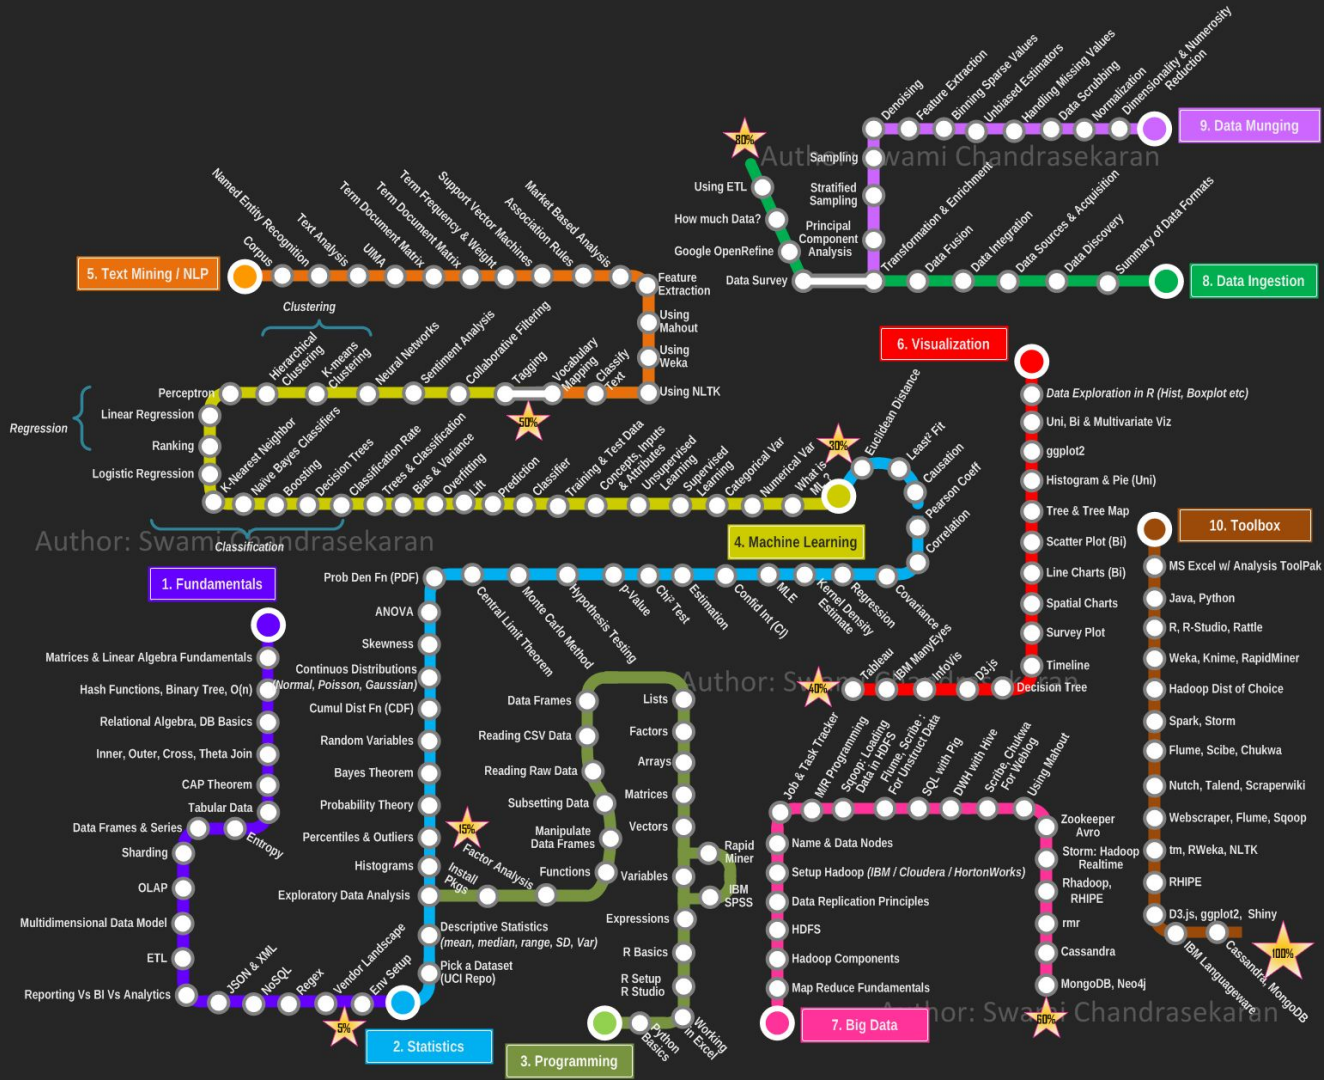 9. Data Munging
Denoising
Feature Extraction
Binning Sparse Values
Unbiased Estimators
Handling Missing Values
Data Scrubbing
Normalization
Dimensionality & Numerosity
Reduction
Sampling
Stratified
Sampling
Principal
Component
Analysis
Author: Swami Chandrasekaran
80%
Using ETL
How much Data?
Google OpenRefine
Data Survey
Transformation & Enrichment
Data Fusion
Data Integration
Data Sources & Acquisition
Data Discovery
Summary of Data Formats
8. Data Ingestion
5. Text Mining / NLP
Corpus
Named Entity Recognition
Text Analysis
UIMA
Term Document Matrix
Term Document Matrix
Term Frequency & Weight
Support Vector Machines
Association Rules
Market Based Analysis
Feature
Extraction
Using
Mahout
Using
Weka
Using NLTK
Classify
Text
Vocabulary
Mapping
Tagging
50%
Collaborative Filtering
Sentiment Analysis
Neural Networks
K-means
Clustering
Hierarchical
Clustering
Clustering
Perceptron
Linear Regression
Ranking
Logistic Regression
Regression
K-Nearest Neighbor
Naive Bayes Classifiers
Boosting
Decision Trees
Classification Rate
Trees & Classification
Bias & Variance
Overfitting
Lift
Prediction
Classifier
Training & Test Data
Concepts, Inputs
& Attributes
Unsupervised
Learning
Supervised
Learning
Categorical Var
Numerical Var
What is
ML ?
30%
4. Machine Learning
Classification
Author: Swami Chandrasekaran
Euclidean Distance
Least² Fit
Causation
Pearson Coeff
Correlation
Covariance
Regression
Kernel Density
Estimate
MLE
Confid Int (CI)
Estimation
Chi² Test
p-Value
Hypothesis Testing
Monte Carlo Method
Central Limit Theorem
Prob Den Fn (PDF)
ANOVA
Skewness
Continuos Distributions
(Normal, Poisson, Gaussian)
Cumul Dist Fn (CDF)
Random Variables
Bayes Theorem
Probability Theory
Percentiles & Outliers
Histograms
Exploratory Data Analysis
Descriptive Statistics
(mean, median, range, SD, Var)
Pick a Dataset
(UCI Repo)
2. Statistics
1. Fundamentals
Matrices & Linear Algebra Fundamentals
Hash Functions, Binary Tree, O(n)
Relational Algebra, DB Basics
Inner, Outer, Cross, Theta Join
CAP Theorem
Tabular Data
Entropy
Data Frames & Series
Sharding
OLAP
Multidimensional Data Model
ETL
Reporting Vs BI Vs Analytics
JSON & XML
NoSQL
Regex
Vendor Landscape
Env Setup
5%
15%
Install
Pkgs
Factor Analysis
Functions
Manipulate
Data Frames
Subsetting Data
Reading Raw Data
Reading CSV Data
Data Frames
Lists
Factors
Arrays
Matrices
Vectors
Variables
Rapid
Miner
IBM
SPSS
Expressions
R Basics
R Setup
R Studio
Working
in Excel
Python
Basics
3. Programming
6. Visualization
Data Exploration in R (Hist, Boxplot etc)
Uni, Bi & Multivariate Viz
ggplot2
Histogram & Pie (Uni)
Tree & Tree Map
Scatter Plot (Bi)
Line Charts (Bi)
Spatial Charts
Survey Plot
Timeline
Decision Tree
D3.js
InfoVis
IBM ManyEyes
Tableau
40%
Author: Swami Chandrasekaran
7. Big Data
Map Reduce Fundamentals
Hadoop Components
HDFS
Data Replication Principles
Setup Hadoop (IBM / Cloudera / HortonWorks)
Name & Data Nodes
Job & Task Tracker
M/R Programming
Sqoop: Loading
Data in HDFS
Flume, Scribe :
For Unstruct Data
SQL with Pig
DWH with Hive
Scribe, Chukwa
For Weblog
Using Mahout
Zookeeper
Avro
Storm: Hadoop
Realtime
Rhadoop,
RHIPE
rmr
Cassandra
MongoDB, Neo4j
60%
Author: Swami Chandrasekaran
10. Toolbox
MS Excel w/ Analysis ToolPak
Java, Python
R, R-Studio, Rattle
Weka, Knime, RapidMiner
Hadoop Dist of Choice
Spark, Storm
Flume, Scibe, Chukwa
Nutch, Talend, Scraperwiki
Webscraper, Flume, Sqoop
tm, RWeka, NLTK
RHIPE
D3.js, ggplot2, Shiny
IBM Languageware
Cassandra, MongoDB
100%